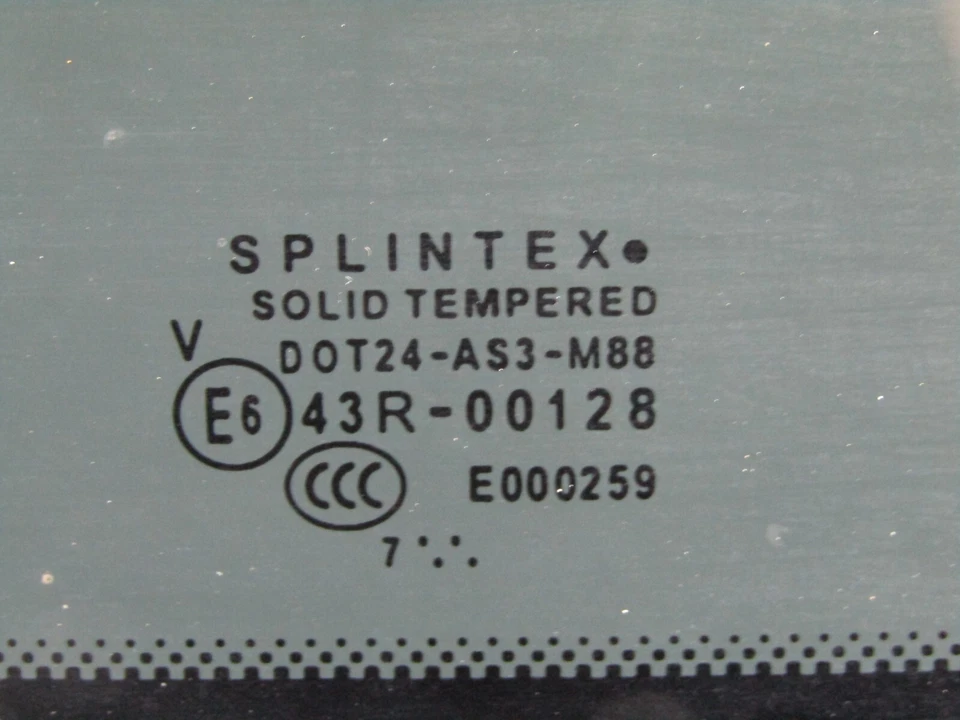 SPLINTEX
SOLID TEMPERED
V
DOT24-AS3-M88
E6 43R-00128
CCC E000259
7